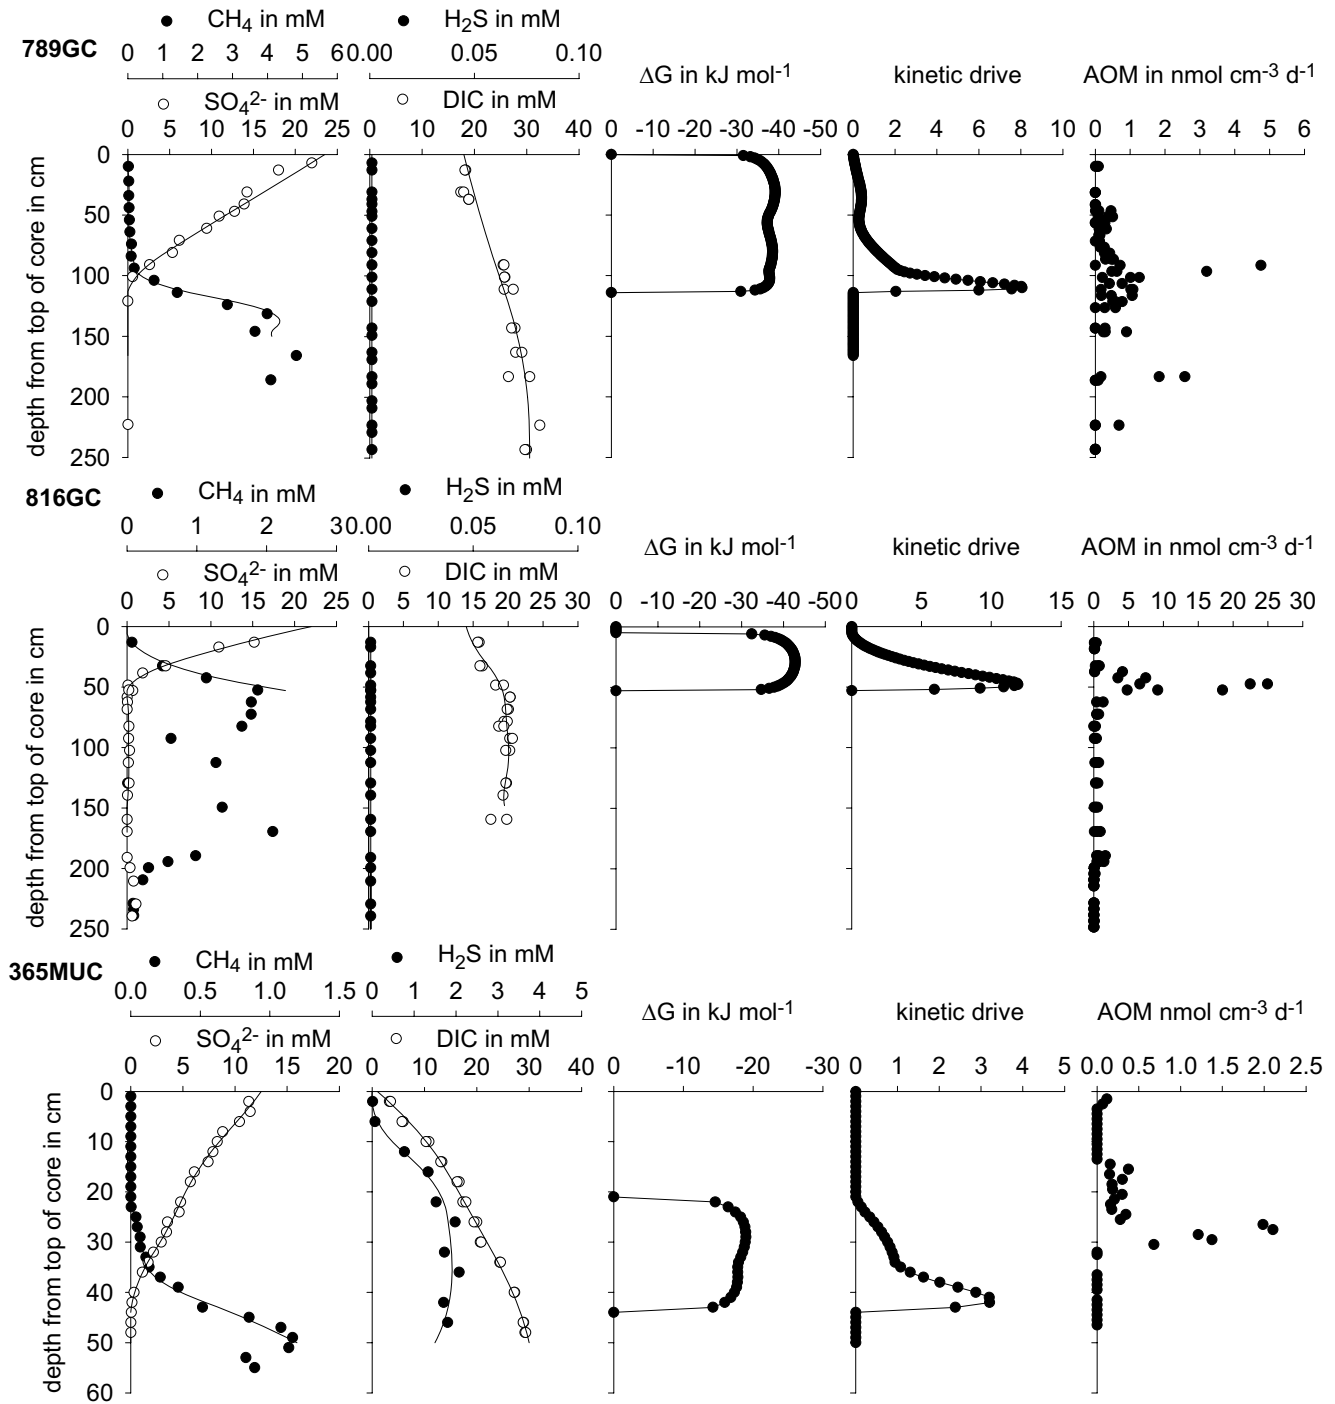 CH4 in mM H2S in mM
789GC
0 1 2 3 4 5 6 0.00 0.05 0.10
ΔG in kJ mol-1 kinetic drive AOM in nmol cm-3 d-1
SO42- in mM DIC in mM
0 5 10 15 20 25 0 10 20 30 40 0 -10 -20 -30 -40 -50 0 2 4 6 8 10 0 1 2 3 4 5 6
depth from top of core in cm
0
50
100
150
200
250
816GC
CH4 in mM H2S in mM
0 1 2 3 0.00 0.05 0.10
ΔG in kJ mol-1 kinetic drive AOM in nmol cm-3 d-1
SO42- in mM DIC in mM
0 5 10 15 20 25 0 5 10 15 20 25 30 0 -10 -20 -30 -40 -50 0 5 10 15 0 5 10 15 20 25 30
depth from top of core in cm
0
50
100
150
200
250
365MUC
CH4 in mM H2S in mM
0.0 0.5 1.0 1.5 0 1 2 3 4 5
ΔG in kJ mol-1 kinetic drive AOM nmol cm-3 d-1
SO42- in mM DIC in mM
0 5 10 15 20 0 10 20 30 40 0 -10 -20 -30 0 1 2 3 4 5 0.0 0.5 1.0 1.5 2.0 2.5
depth from top of core in cm
0
10
20
30
40
50
60